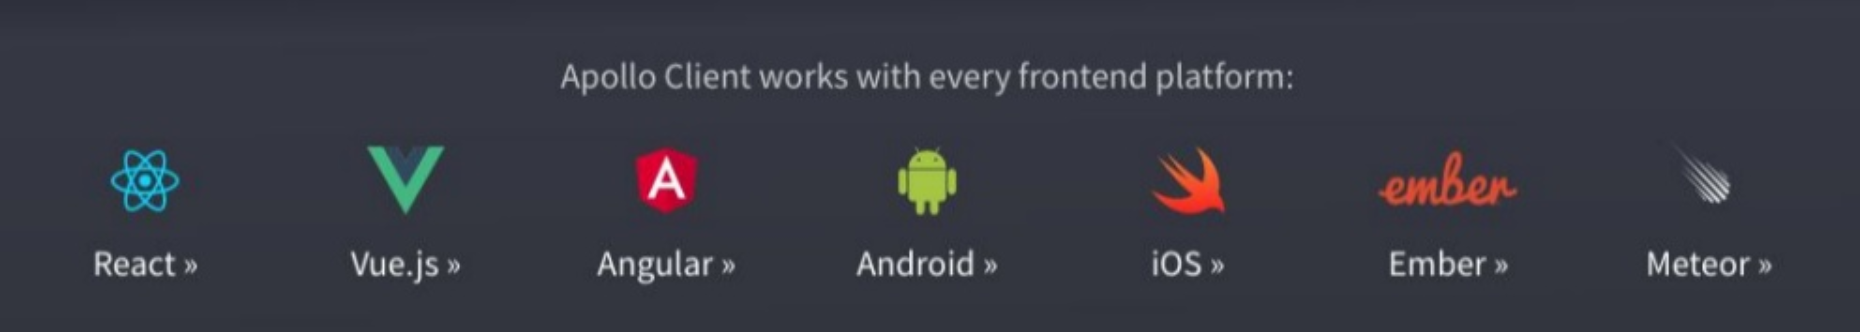 Apollo Client works with every frontend platform:
A
ember
React »
Vue.js »
Angular »
Android »
iOS »
Ember »
Meteor »